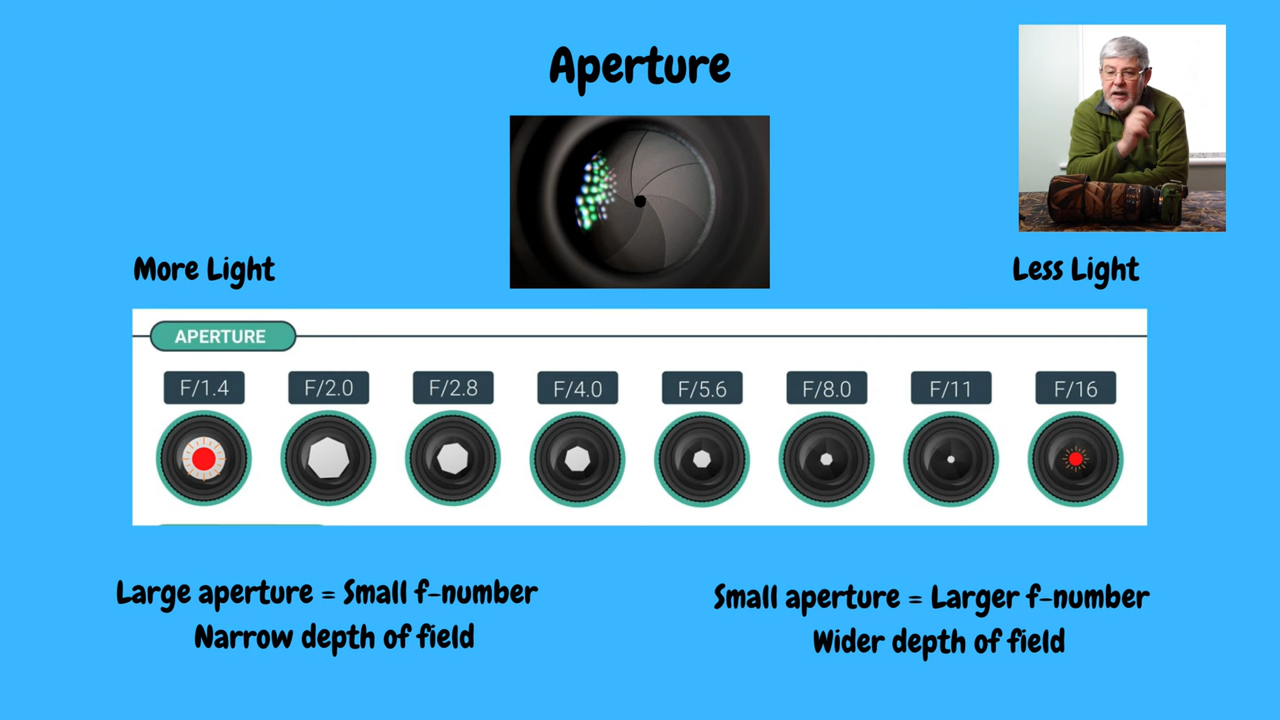 Aperture
More Light
Less Light
APERTURE
F/1.4 F/2.0 F/2.8 F/4.0 F/5.6 F/8.0 F/11 F/16
Large aperture = Small f-number
Narrow depth of field
Small aperture = Larger f-number
Wider depth of field